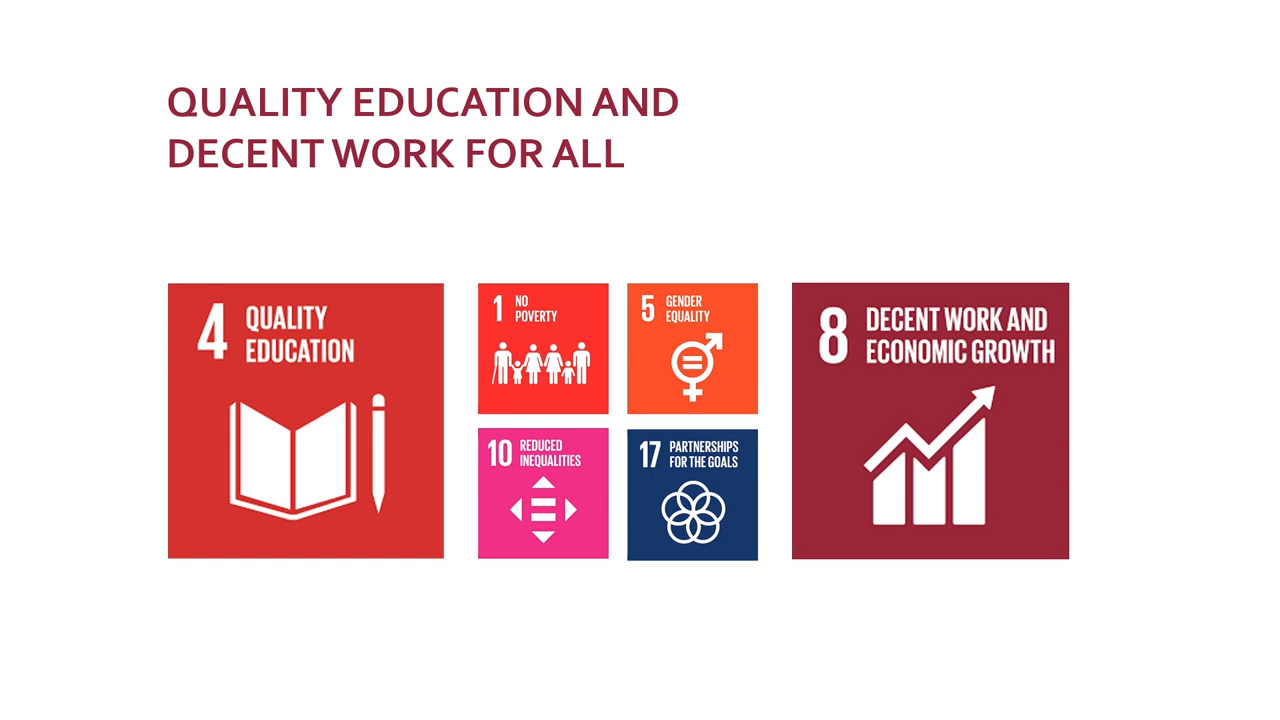 QUALITY EDUCATION AND
DECENT WORK FOR ALL
4 QUALITY
EDUCATION
1 NO
POVERTY
5 GENDER
EQUALITY
10 REDUCED
INEQUALITIES
17 PARTNERSHIPS
FOR THE GOALS
8 DECENT WORK AND
ECONOMIC GROWTH